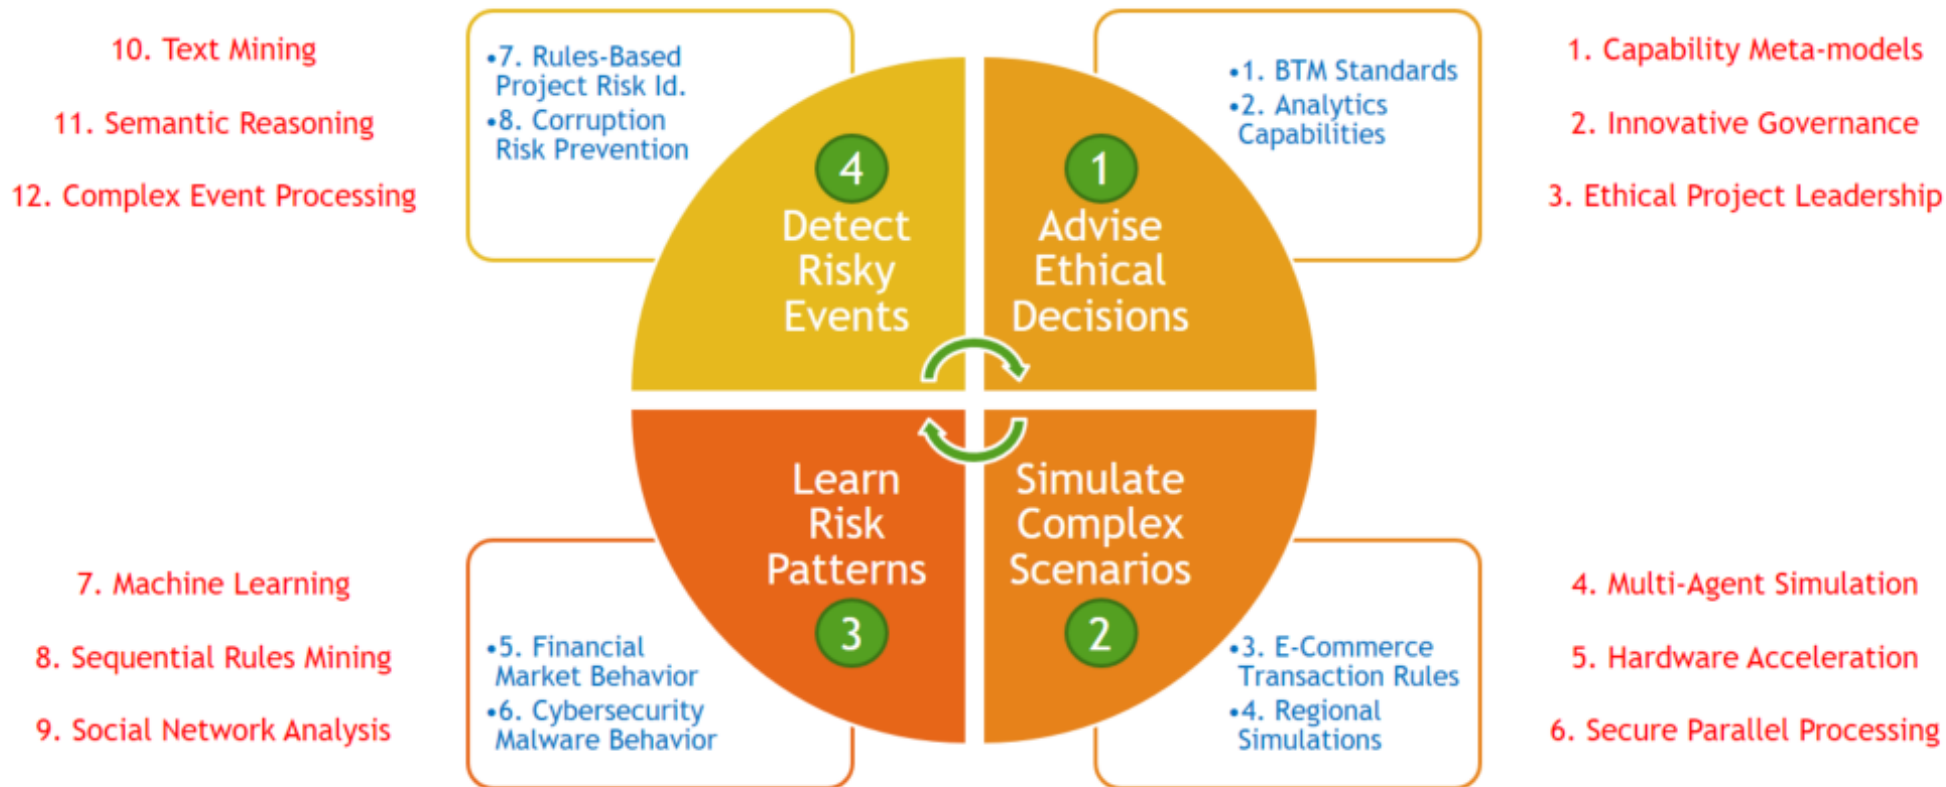 10. Text Mining
11. Semantic Reasoning
12. Complex Event Processing
•7. Rules-Based
Project Risk Id.
•8. Corruption
Risk Prevention
4
Detect
Risky
Events
1
Advise
Ethical
Decisions
•1. BTM Standards
•2. Analytics
Capabilities
1. Capability Meta-models
2. Innovative Governance
3. Ethical Project Leadership
7. Machine Learning
8. Sequential Rules Mining
9. Social Network Analysis
•5. Financial
Market Behavior
•6. Cybersecurity
Malware Behavior
Learn
Risk
Patterns
3
Simulate
Complex
Scenarios
2
•3. E-Commerce
Transaction Rules
•4. Regional
Simulations
4. Multi-Agent Simulation
5. Hardware Acceleration
6. Secure Parallel Processing